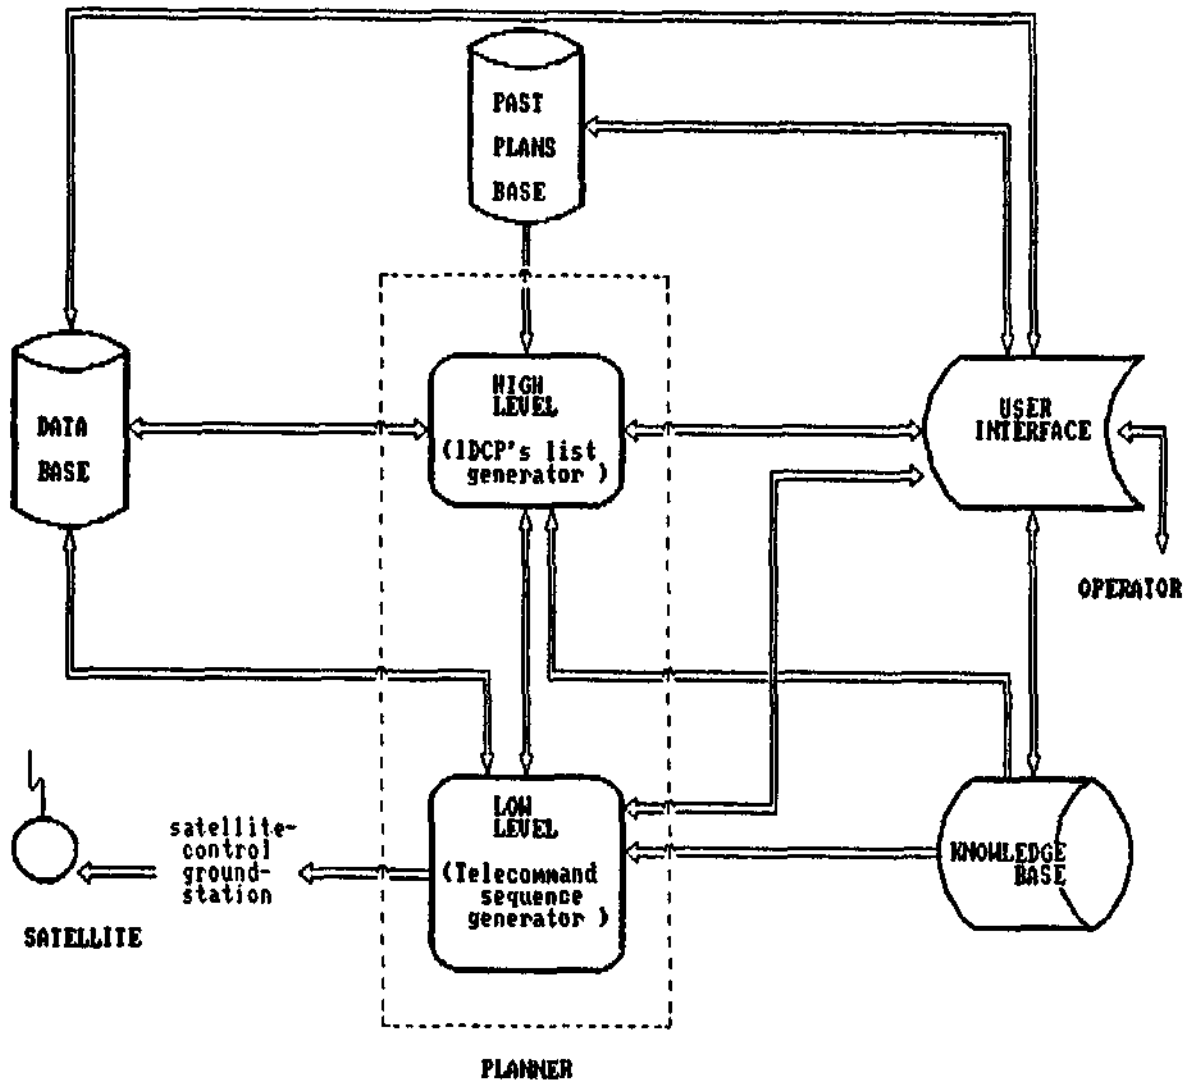 PAST
PLANS
BASE
DATA
BASE
HIGH
LEVEL
(IDCP's list
generator )
USER
INTERFACE
OPERATOR
SATELLITE
satellite-
control
ground-
station
LOW
LEVEL
(Telecommand
sequence
generator )
KNOWLEDGE
BASE
PLANNER